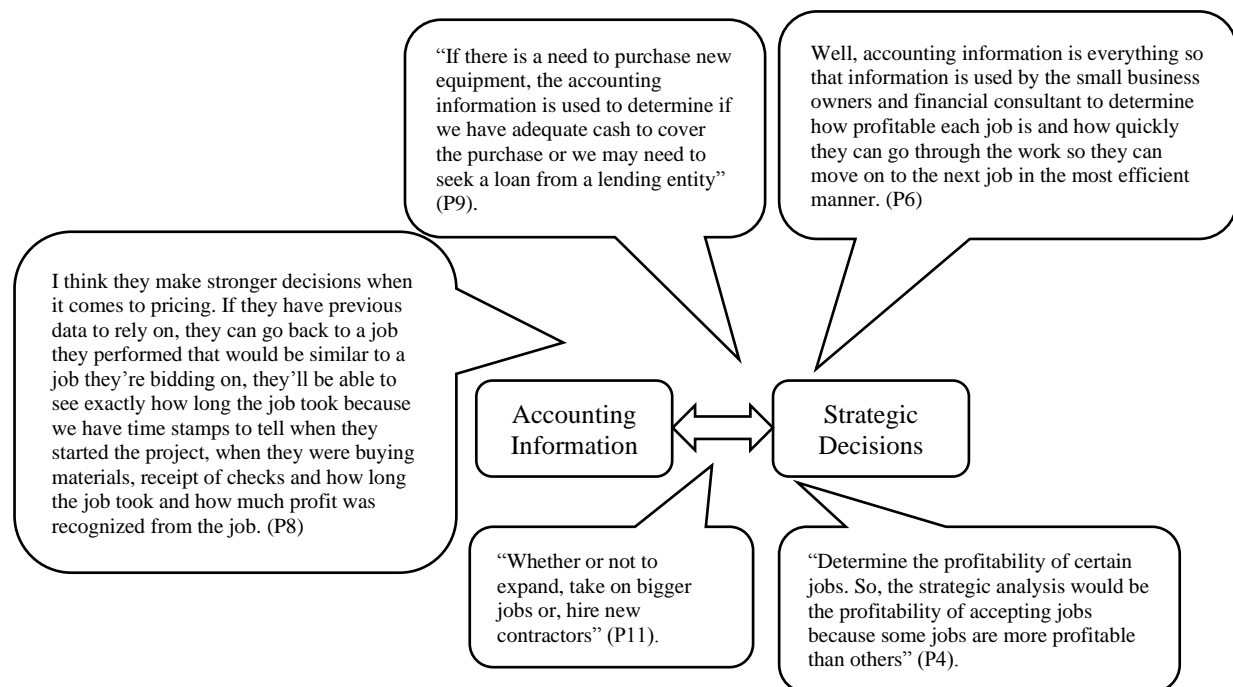 “If there is a need to purchase new
equipment, the accounting
information is used to determine if
we have adequate cash to cover
the purchase or we may need to
seek a loan from a lending entity”
(P9).
Well, accounting information is everything so
that information is used by the small business
owners and financial consultant to determine
how profitable each job is and how quickly
they can go through the work so they can
move on to the next job in the most efficient
manner. (P6)
I think they make stronger decisions when
it comes to pricing. If they have previous
data to rely on, they can go back to a job
they performed that would be similar to a
job they’re bidding on, they’ll be able to
see exactly how long the job took because
we have time stamps to tell when they
started the project, when they were buying
materials, receipt of checks and how long
the job took and how much profit was
recognized from the job. (P8)
Accounting
Information
Strategic
Decisions
“Whether or not to
expand, take on bigger
jobs or, hire new
contractors” (P11).
“Determine the profitability of certain
jobs. So, the strategic analysis would be
the profitability of accepting jobs
because some jobs are more profitable
than others” (P4).